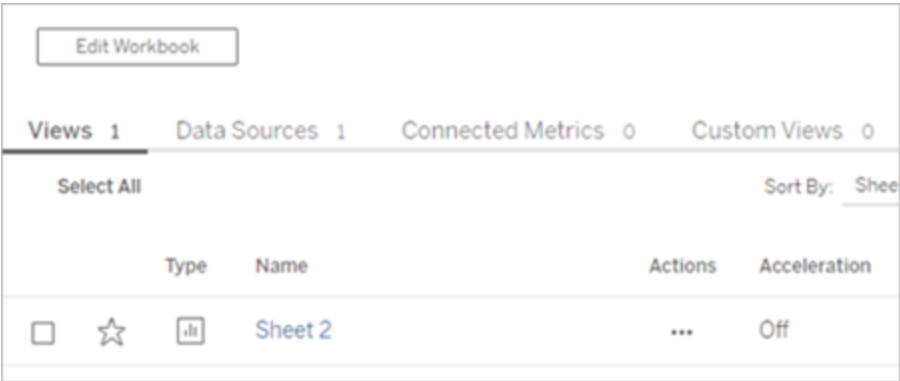 Edit Workbook
Views 1 Data Sources 1 Connected Metrics 0 Custom Views 0
Select All Sort By: Shee
Type Name Actions Acceleration
Sheet 2 ••• Off